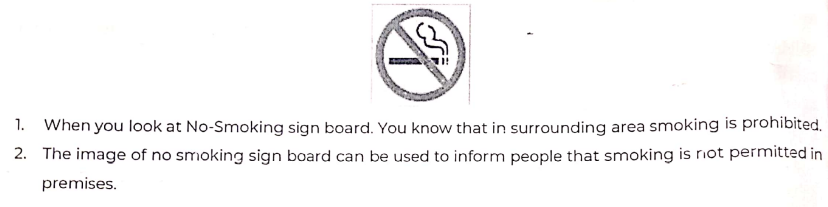 1. When you look at No-Smoking sign board. You know that in surrounding area smoking is prohibited.
2. The image of no smoking sign board can be used to inform people that smoking is not permitted in
premises.